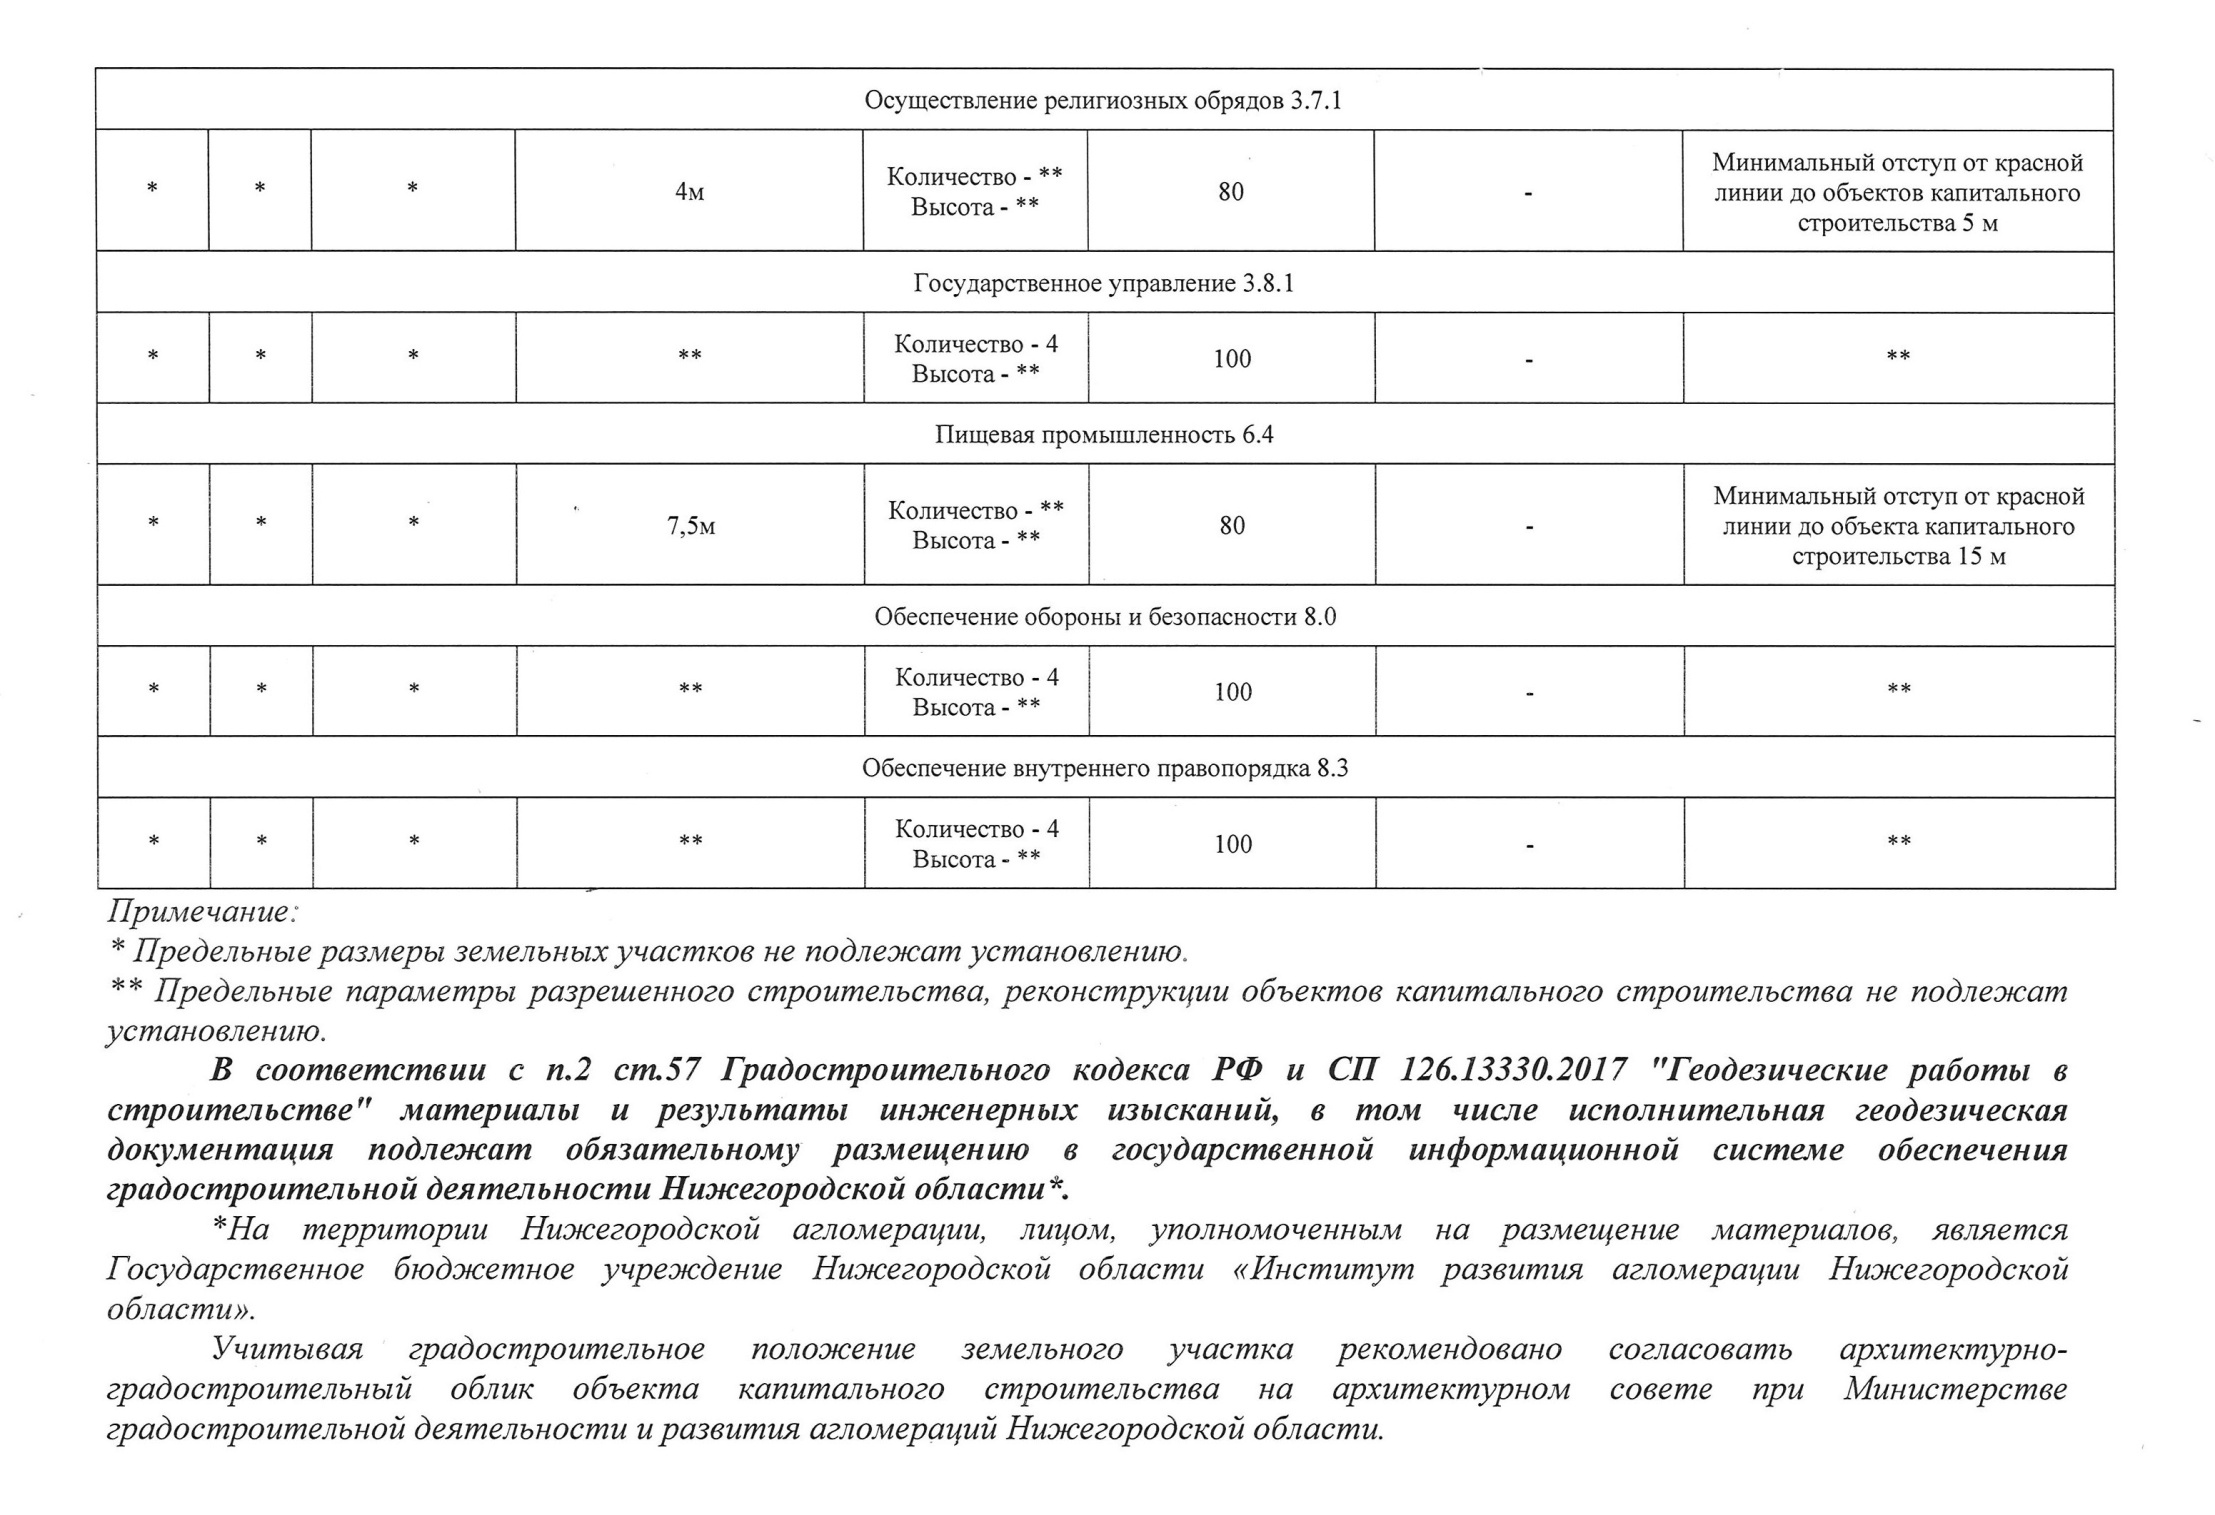 Осуществление религиозных обрядов 3.7.1
* * * 4м Количество - ** Высота - ** 80 - Минимальный отступ от красной линии до объектов капитального строительства 5 м
Государственное управление 3.8.1
* * * ** Количество - 4 Высота - ** 100 - **
Пищевая промышленность 6.4
* * * 7,5м Количество - ** Высота - ** 80 - Минимальный отступ от красной линии до объекта капитального строительства 15 м
Обеспечение обороны и безопасности 8.0
* * * ** Количество - 4 Высота - ** 100 - **
Обеспечение внутреннего правопорядка 8.3
* * * ** Количество - 4 Высота - ** 100 - **
Примечание:
* Предельные размеры земельных участков не подлежат установлению.
** Предельные параметры разрешенного строительства, реконструкции объектов капитального строительства не подлежат
установлению.
В соответствии с п.2 ст.57 Градостроительного кодекса РФ и СП 126.13330.2017 "Геодезические работы в
строительстве" материалы и результаты инженерных изысканий, в том числе исполнительная геодезическая
документация подлежат обязательному размещению в государственной информационной системе обеспечения
градостроительной деятельности Нижегородской области*.
*На территории Нижегородской агломерации, лицом, уполномоченным на размещение материалов, является
Государственное бюджетное учреждение Нижегородской области «Институт развития агломерации Нижегородской
области».
Учитывая градостроительное положение земельного участка рекомендовано согласовать архитектурно-
градостроительный облик объекта капитального строительства на архитектурном совете при Министерстве
градостроительной деятельности и развития агломераций Нижегородской области.